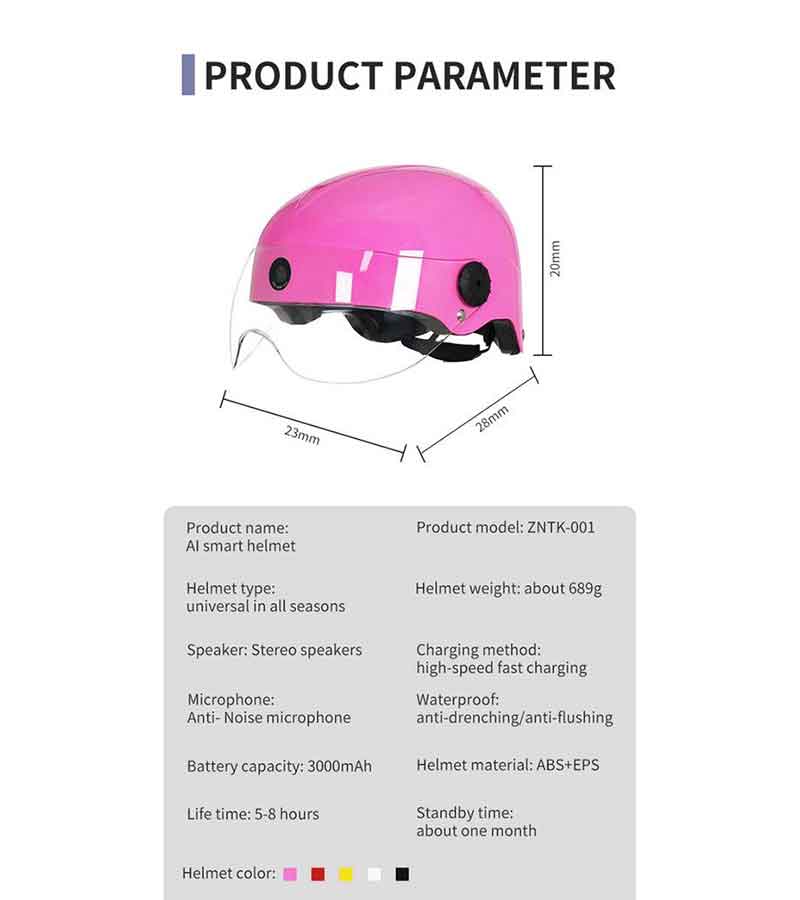 PRODUCT PARAMETER
20mm
23mm
28mm
Product name:
AI smart helmet
Product model: ZNTK-001
Helmet type:
universal in all seasons
Helmet weight: about 689g
Speaker: Stereo speakers
Charging method:
high-speed fast charging
Microphone:
Anti- Noise microphone
Waterproof:
anti-drenching/anti-flushing
Battery capacity: 3000mAh
Helmet material: ABS+EPS
Life time: 5-8 hours
Standby time:
about one month
Helmet color: